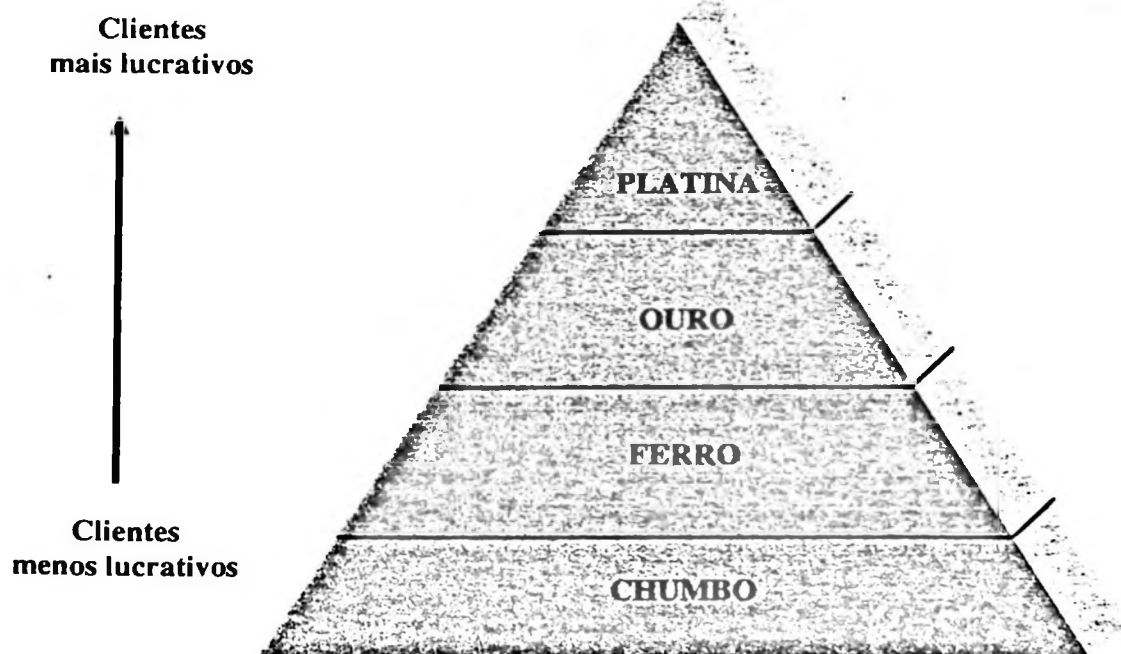 Clientes
mais lucrativos
PLATINA
OURO
FERRO
Clientes
menos lucrativos
CHUMBO